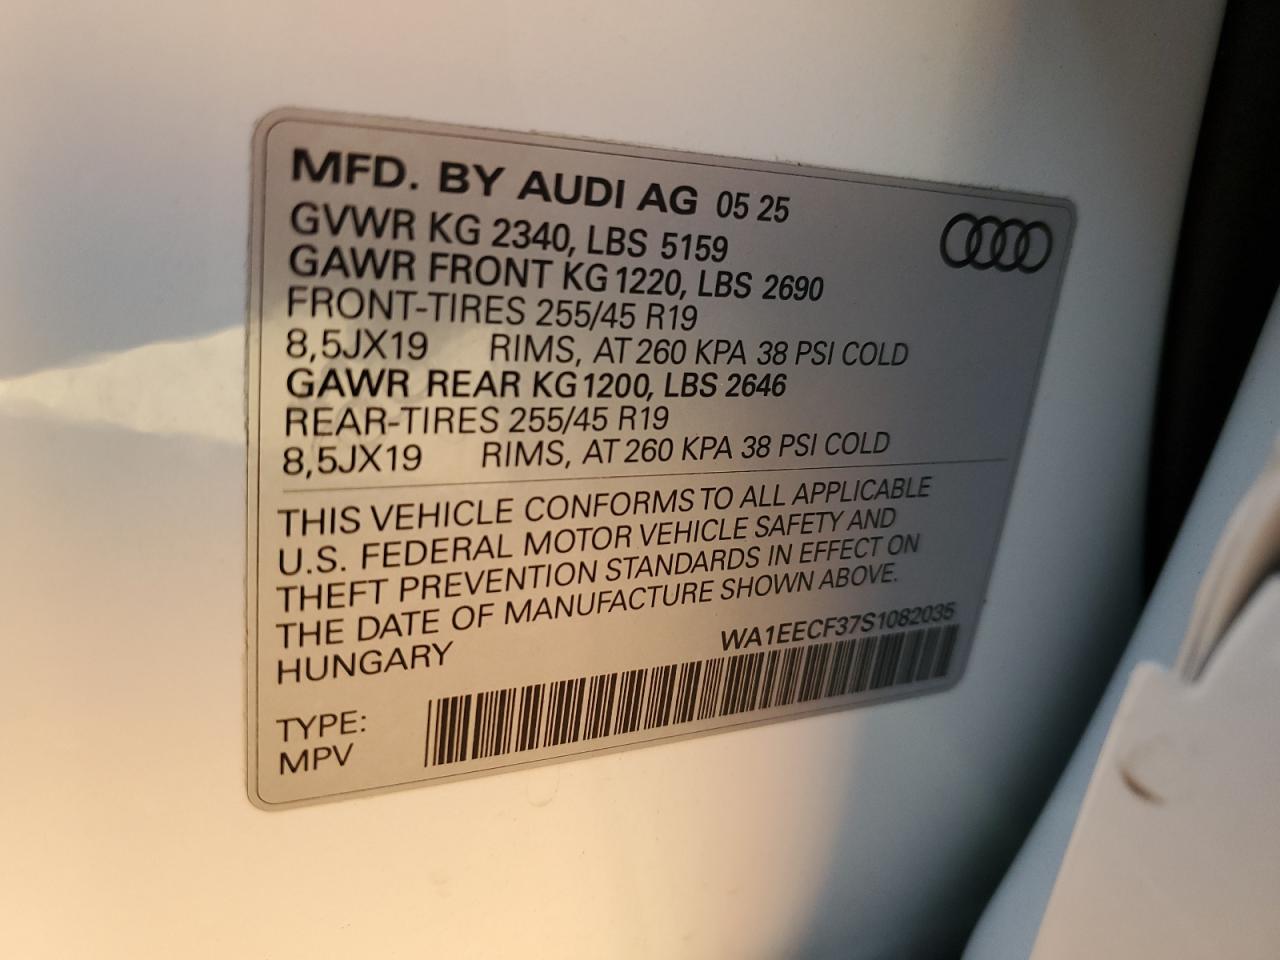 MFD. BY AUDI AG 05 25
GVWR KG 2340, LBS 5159
GAWR FRONT KG 1220, LBS 2690
FRONT-TIRES 255/45 R19
8,5JX19 RIMS, AT 260 KPA 38 PSI COLD
GAWR REAR KG 1200, LBS 2646
REAR-TIRES 255/45 R19
8,5JX19 RIMS, AT 260 KPA 38 PSI COLD
THIS VEHICLE CONFORMS TO ALL APPLICABLE
U.S. FEDERAL MOTOR VEHICLE SAFETY AND
THEFT PREVENTION STANDARDS IN EFFECT ON
THE DATE OF MANUFACTURE SHOWN ABOVE.
HUNGARY
WA1EECF37S1082035
TYPE:
MPV